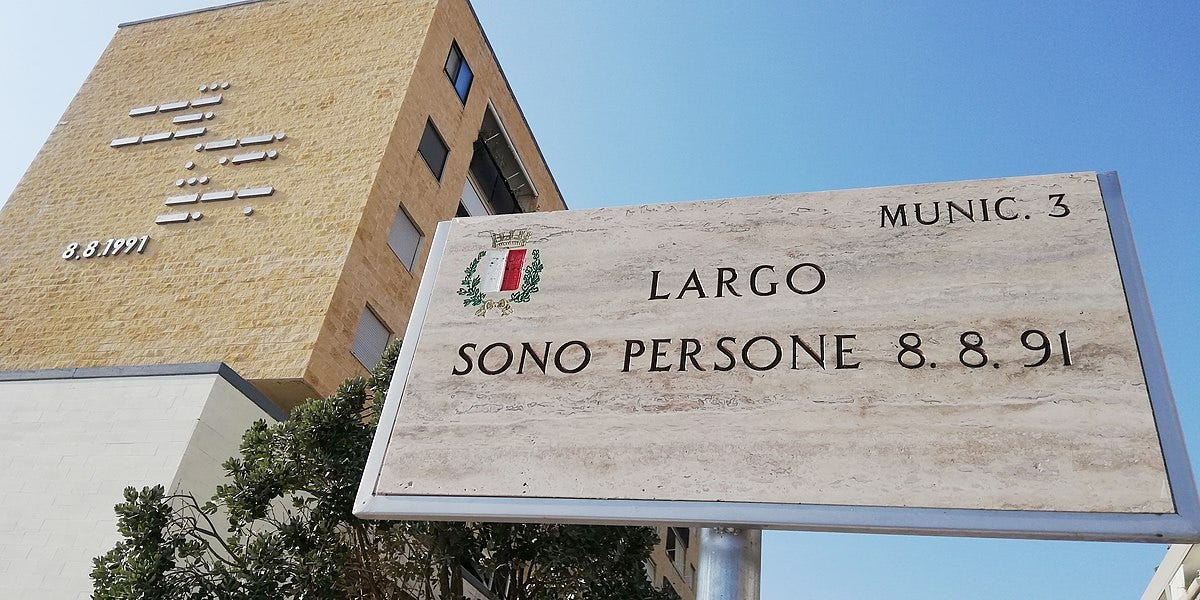 8.8.1991
MUNIC. 3
LARGO
SONO PERSONE 8.8.91